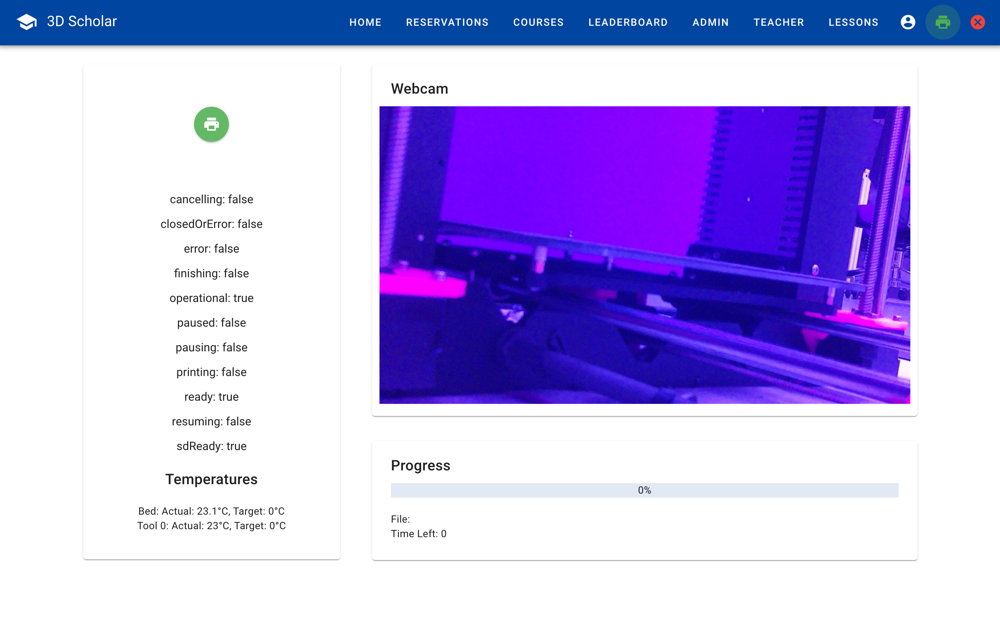 3D Scholar
HOME RESERVATIONS COURSES LEADERBOARD ADMIN TEACHER LESSONS
cancelling: false
closedOrError: false
error: false
finishing: false
operational: true
paused: false
pausing: false
printing: false
ready: true
resuming: false
sdReady: true
Temperatures
Bed: Actual: 23.1°C, Target: 0°C
Tool 0: Actual: 23°C, Target: 0°C
Webcam
Progress
0%
File:
Time Left: 0